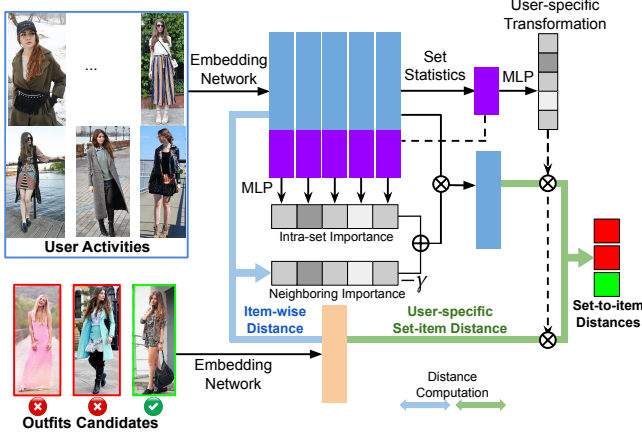 User-specific
Transformation
Embedding
Network
Set
Statistics
MLP
...
MLP
User Activities
Intra-set Importance
Neighboring Importance
−γ
Item-wise
Distance
User-specific
Set-item Distance
Set-to-item
Distances
Embedding
Network
Distance
Computation
Outfits Candidates